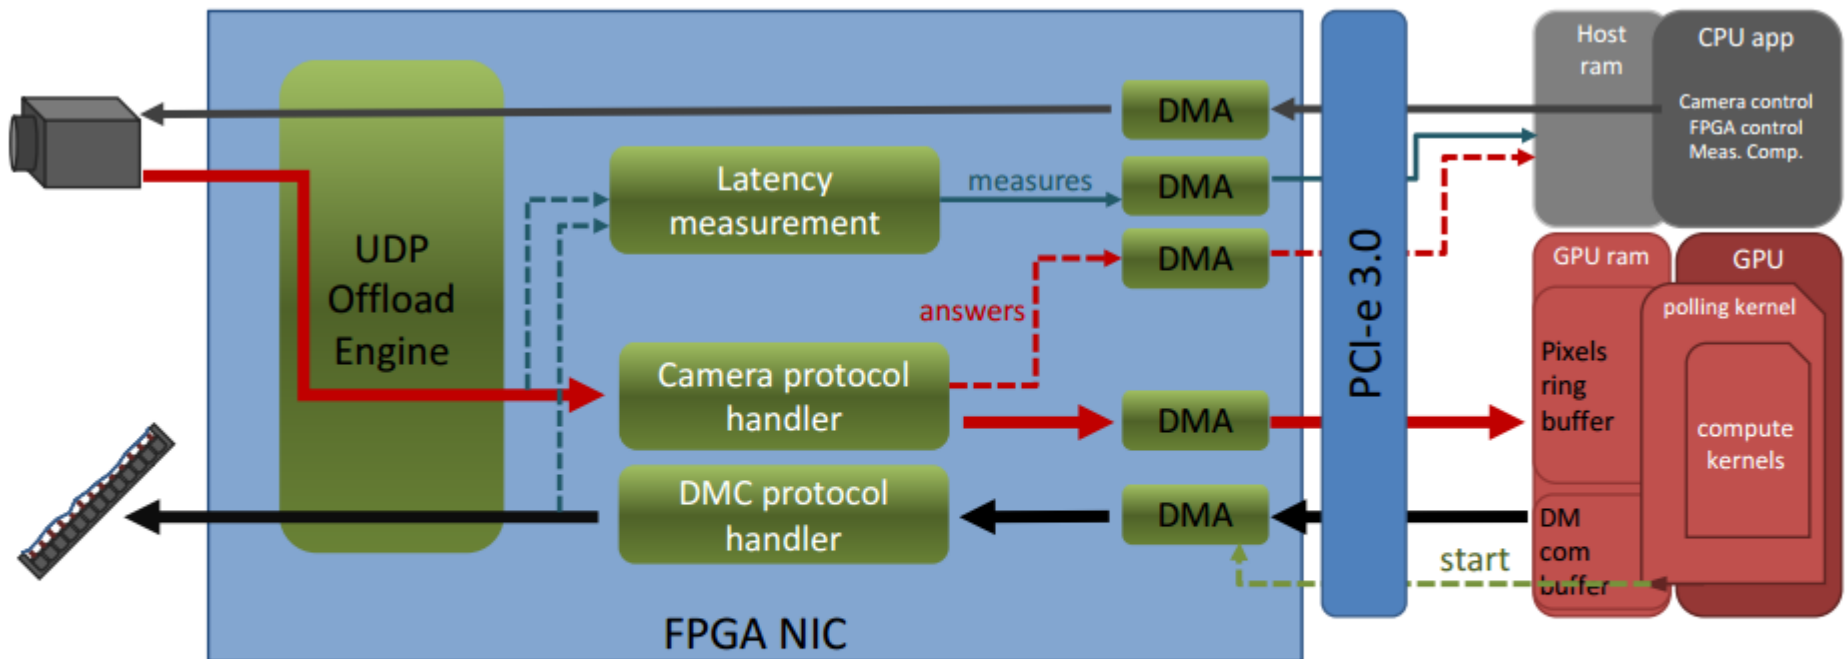 UDP
Offload
Engine
Latency
measurement
measures
answers
Camera protocol
handler
DMC protocol
handler
DMA
DMA
DMA
DMA
DMA
FPGA NIC
PCI-e 3.0
Host
ram
CPU app
Camera control
FPGA control
Meas. Comp.
GPU ram
GPU
polling kernel
Pixels
ring
buffer
compute
kernels
DM
com
buffer
start